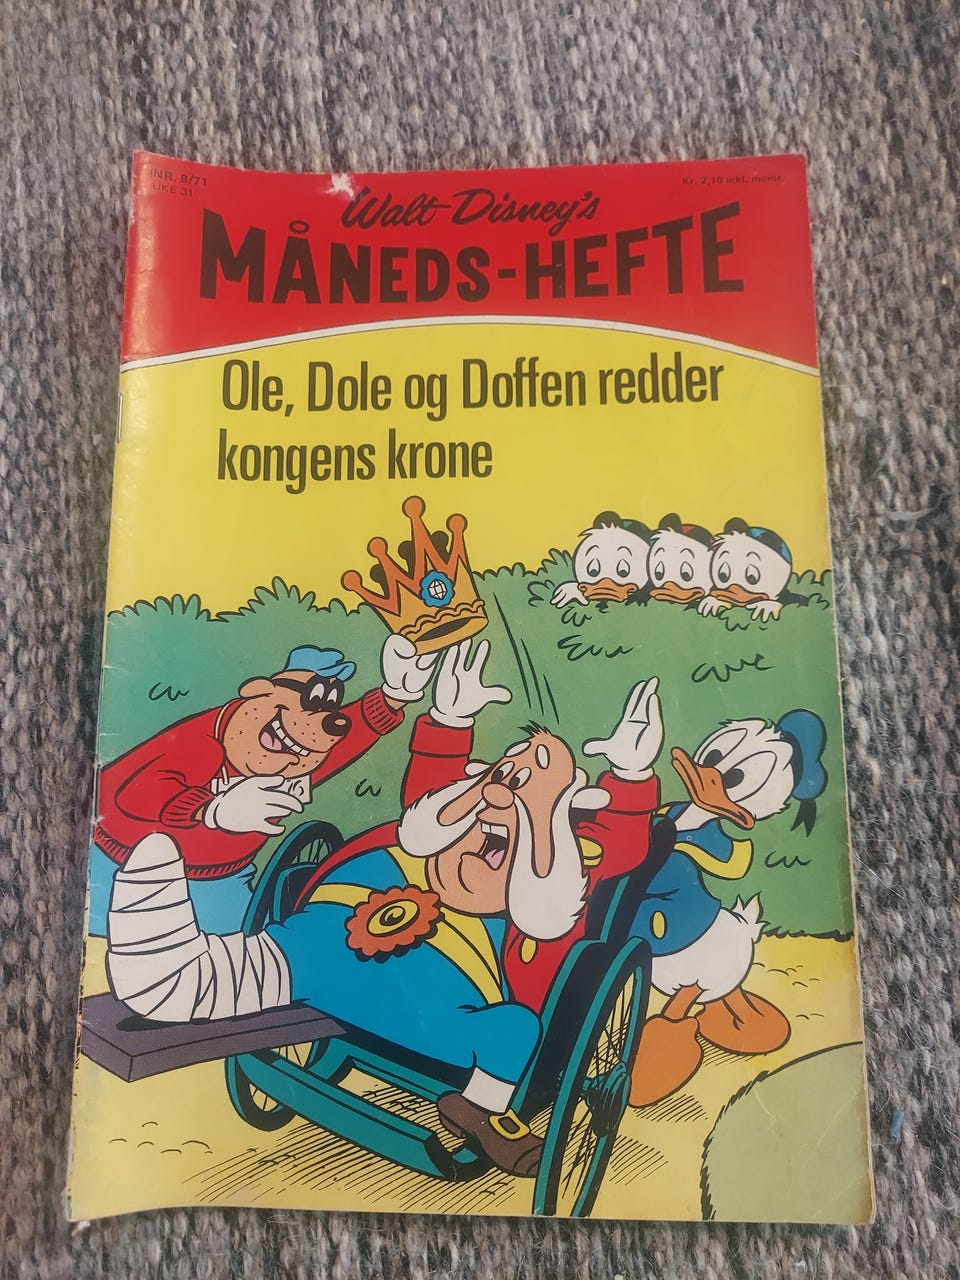 NR. 8/71
UKE 31
Kr. 2,10 inkl. moms.
Walt Disney's
MÅNEDS-HEFTE
Ole, Dole og Doffen redder
kongens krone